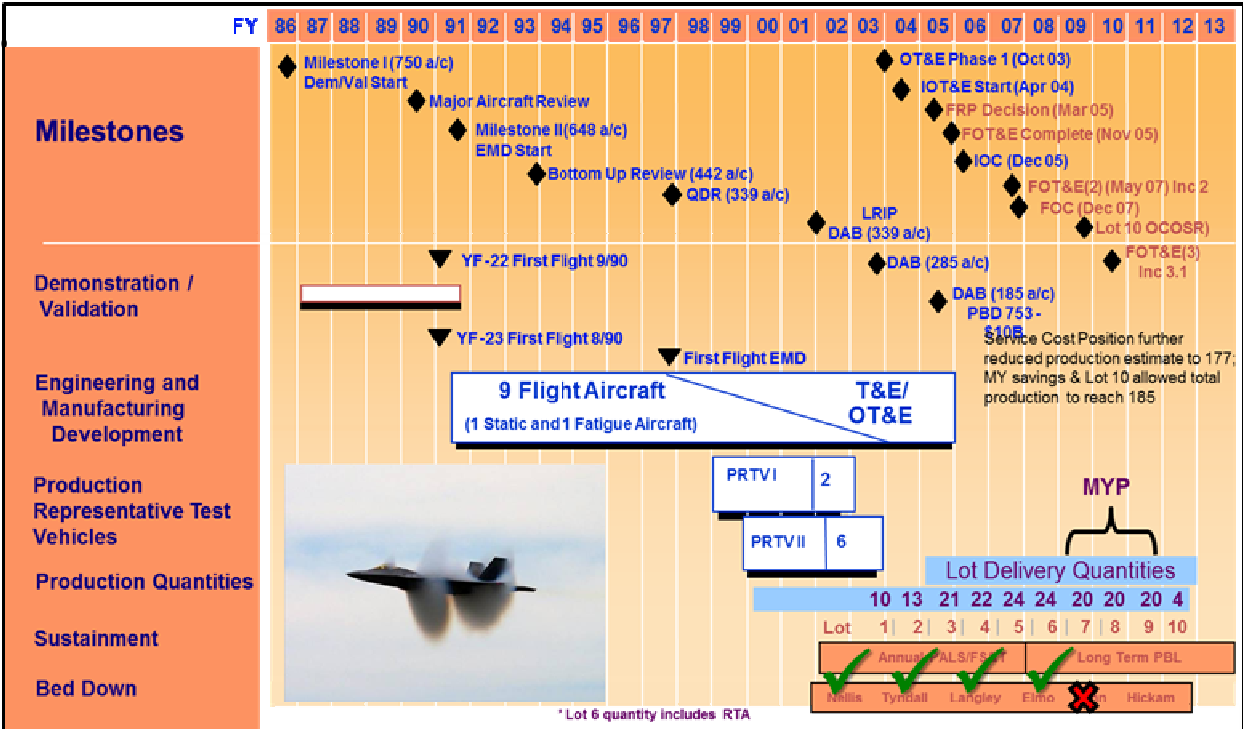 FY 86 87 88 89 90 91 92 93 94 95 96 97 98 99 00 01 02 03 04 05 06 07 08 09 10 11 12 13
Milestones
Milestone I (750 a/c)
Dem/Val Start
Major Aircraft Review
Milestone II (648 a/c)
EMD Start
Bottom Up Review (442 a/c)
QDR (339 a/c)
LRIP
DAB (339 a/c)
OT&E Phase 1 (Oct 03)
IOT&E Start (Apr 04)
FRP Decision (Mar 05)
FOT&E Complete (Nov 05)
IOC (Dec 05)
FOT&E(2) (May 07) Inc 2
FOC (Dec 07)
Lot 10 OCOSR)
FOT&E(3)
Inc 3.1
DAB (285 a/c)
DAB (185 a/c)
PBD 753 -
$10B
Service Cost Position further
reduced production estimate to 177;
MY savings & Lot 10 allowed total
production to reach 185
Demonstration /
Validation
YF-22 First Flight 9/90
YF-23 First Flight 8/90
First Flight EMD
Engineering and
Manufacturing
Development
9 Flight Aircraft
(1 Static and 1 Fatigue Aircraft)
T&E/
OT&E
Production
Representative Test
Vehicles
PRTV I 2
PRTV II 6
MYP
Production Quantities
Lot Delivery Quantities
10 13 21 22 24 24 20 20 20 4
Lot 1 | 2 | 3 | 4 | 5 | 6 | 7 | 8 9 10
Sustainment
Annual PALS/ Long Term PBL
Bed Down
Nellis Tyndall Langley Elmo Hickam
*Lot 6 quantity includes RTA